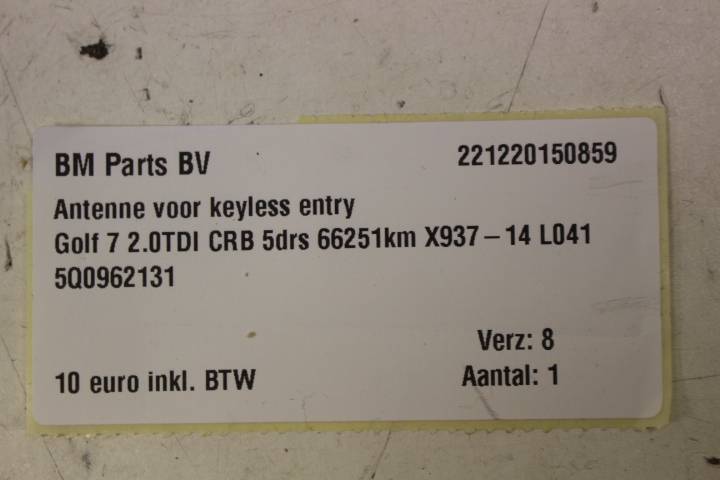 BM Parts BV 221220150859
Antenne voor keyless entry
Golf 7 2.0TDI CRB 5drs 66251km X937-14 L041
5Q0962131
Verz: 8
10 euro inkl. BTW Aantal: 1